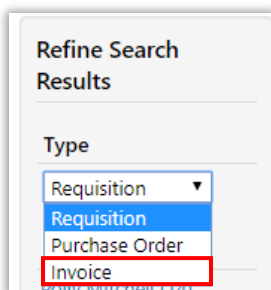 Refine Search
Results
Type
Requisition ▼
Requisition
Purchase Order
Invoice